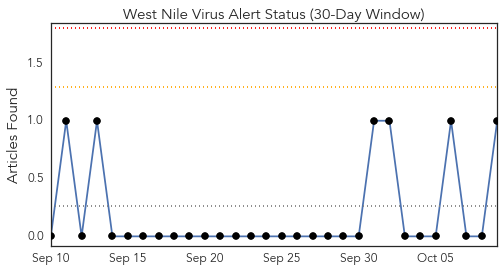 West Nile Virus Alert Status (30-Day Window)
Articles Found
1.5
1.0
0.5
0.0
Sep 10 Sep 15 Sep 20 Sep 25 Sep 30 Oct 05